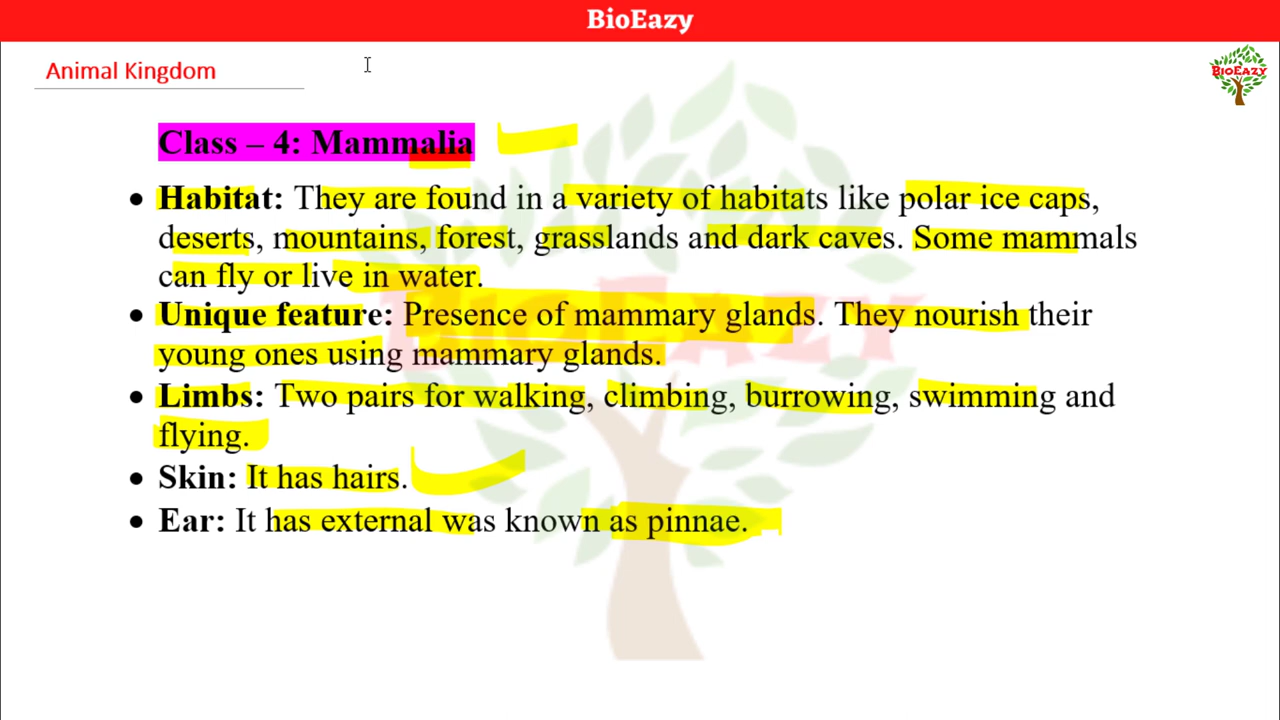 BioEazy
Animal Kingdom
BIOEAZY
Class – 4: Mammalia
• Habitat: They are found in a variety of habitats like polar ice caps,
deserts, mountains, forest, grasslands and dark caves. Some mammals
can fly or live in water.
• Unique feature: Presence of mammary glands. They nourish their
young ones using mammary glands.
• Limbs: Two pairs for walking, climbing, burrowing, swimming and
flying.
• Skin: It has hairs.
• Ear: It has external was known as pinnae.
BIOEAZY